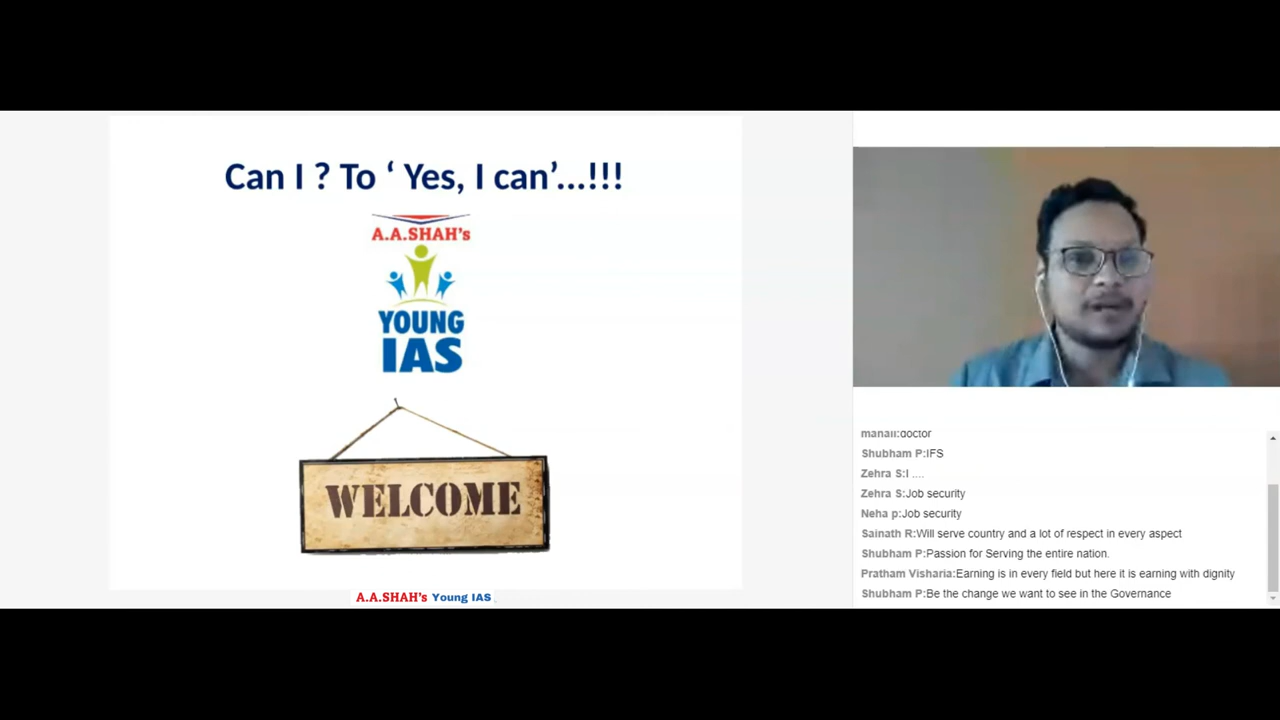 Can I ? To ‘ Yes, I can’...!!!
A.A.SHAH's
YOUNG
IAS
WELCOME
A.A.SHAH's Young IAS
manali:doctor
Shubham P:IFS
Zehra S:I ....
Zehra S:Job security
Neha p:Job security
Sainath R:Will serve country and a lot of respect in every aspect
Shubham P:Passion for Serving the entire nation.
Pratham Visharia:Earning is in every field but here it is earning with dignity
Shubham P:Be the change we want to see in the Governance